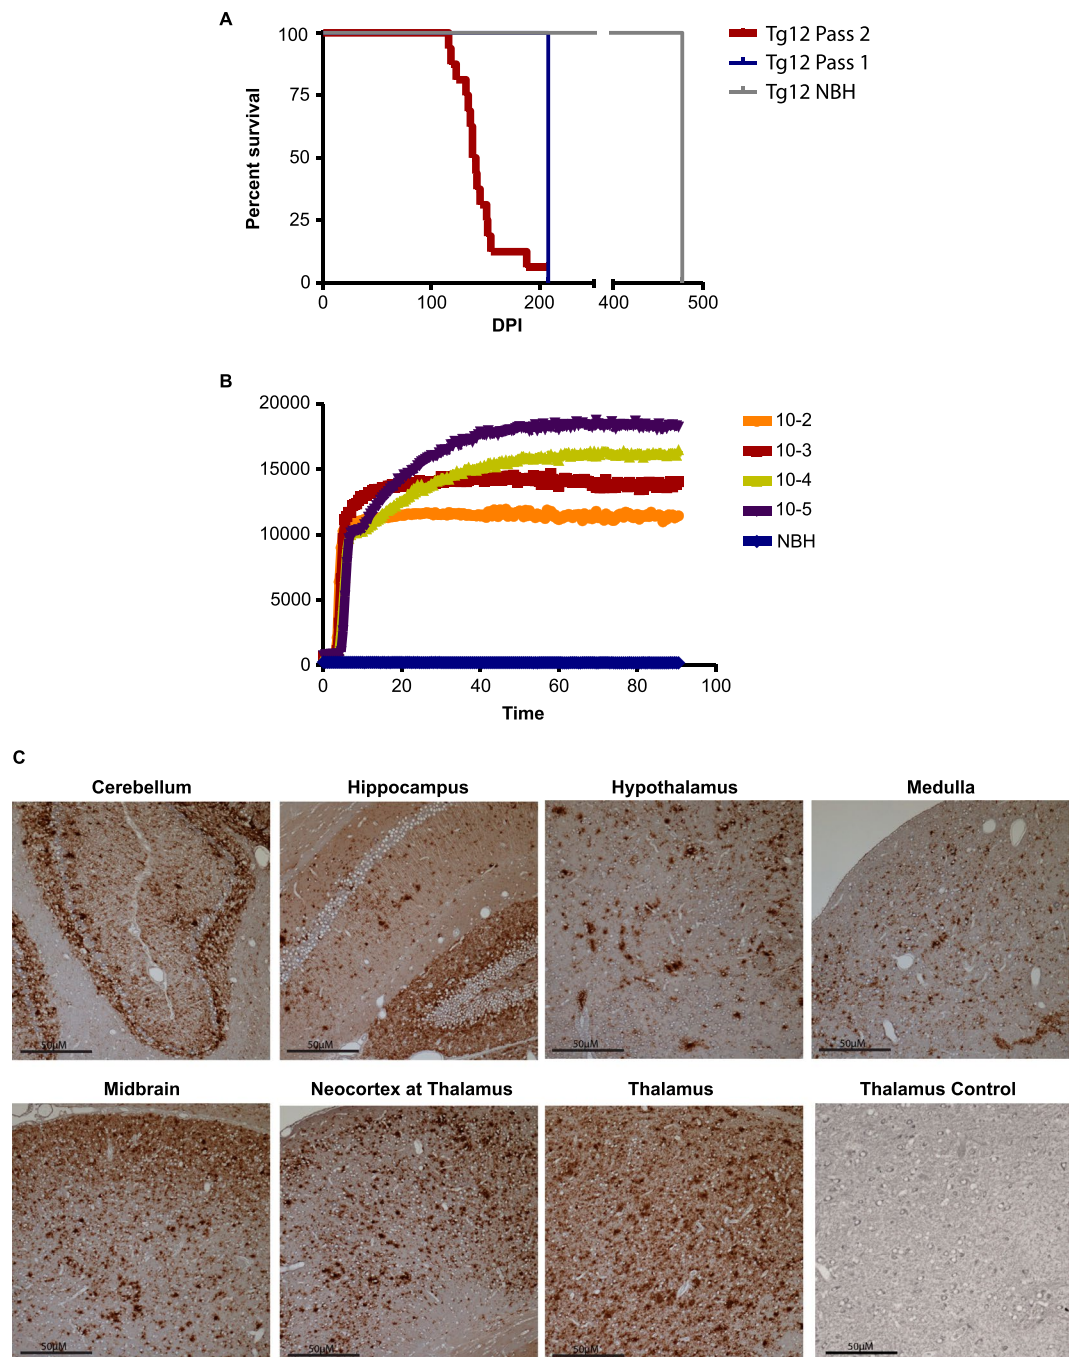 A
100
75
50
25
0
Percent survival
0 100 200 400 500
DPI
Tg12 Pass 2
Tg12 Pass 1
Tg12 NBH
B
20000
15000
10000
5000
0
0 20 40 60 80 100
Time
10-2
10-3
10-4
10-5
NBH
C
Cerebellum Hippocampus Hypothalamus Medulla
50µM 50µM 50µM 50µM
Midbrain Neocortex at Thalamus Thalamus Thalamus Control
50µM 50µM 50µM 50µM